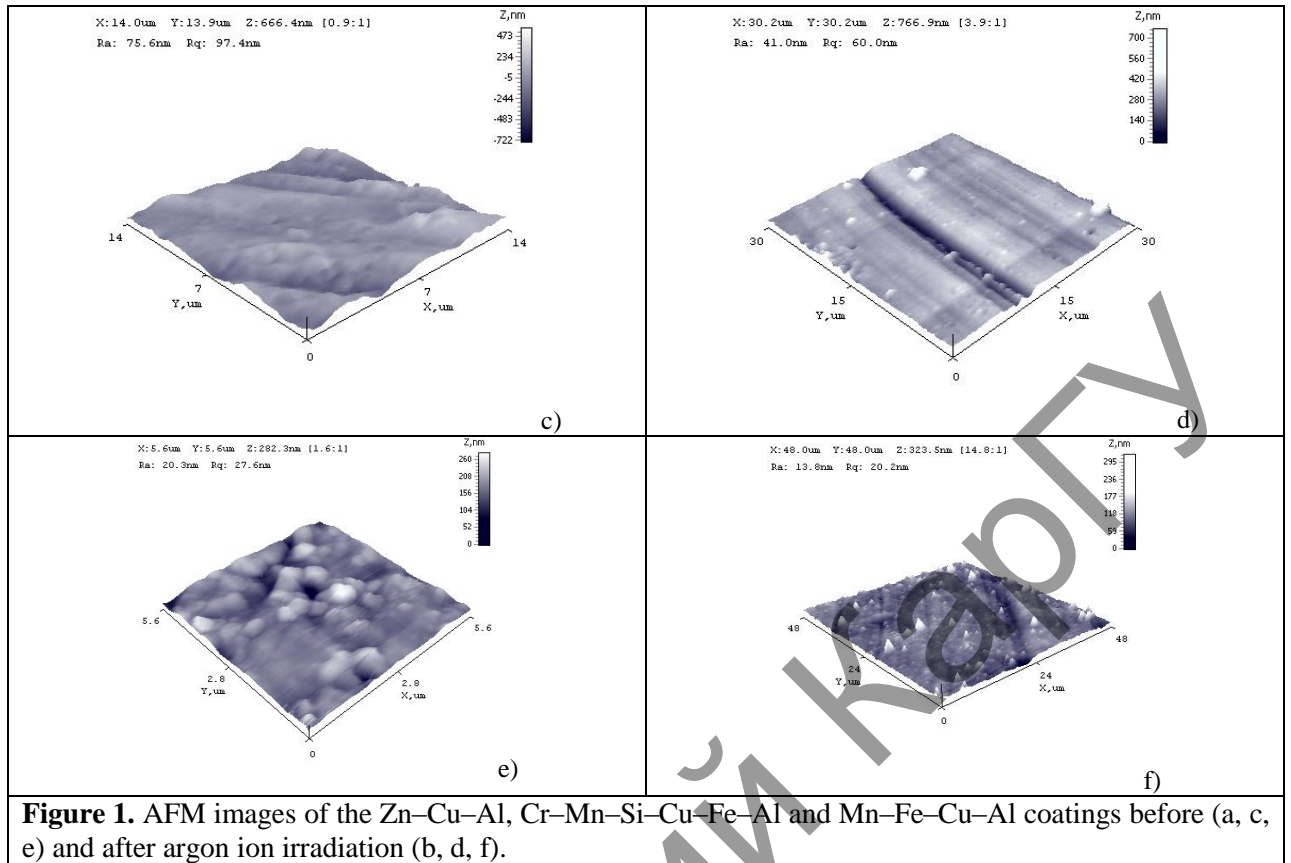 X:14.0um Y:13.9um Z:666.4nm [0.9:1]
Ra: 75.6nm Rq: 97.4nm
Z,nm
473
234
-5
-244
-483
-722
14
7
Y,um
0
7
X,um
14
c)
X:30.2um Y:30.2um Z:766.9nm [3.9:1]
Ra: 41.0nm Rq: 60.0nm
Z,nm
700
560
420
280
140
0
30
15
Y,um
0
15
X,um
30
d)
X:5.6um Y:5.6um Z:282.3nm [1.6:1]
Ra: 20.3nm Rq: 27.6nm
Z,nm
260
208
156
104
52
0
5.6
2.8
Y,um
0
2.8
X,um
5.6
e)
X:48.0um Y:48.0um Z:323.5nm [14.8:1]
Ra: 13.8nm Rq: 20.2nm
Z,nm
295
236
177
118
59
0
48
24
Y,um
0
24
X,um
48
f)
Figure 1. AFM images of the Zn–Cu–Al, Cr–Mn–Si–Cu–Fe–Al and Mn–Fe–Cu–Al coatings before (a, c,
e) and after argon ion irradiation (b, d, f).
ий КарГУ